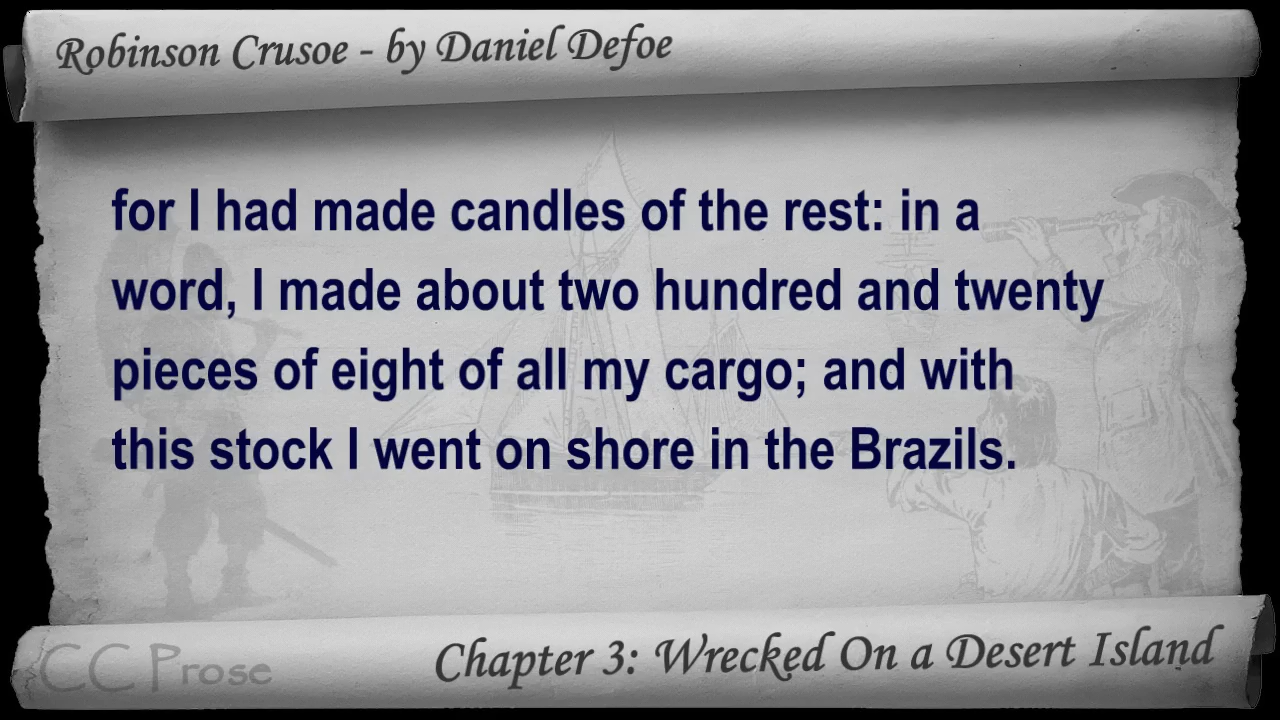 Robinson Crusoe - by Daniel Defoe
for I had made candles of the rest: in a
word, I made about two hundred and twenty
pieces of eight of all my cargo; and with
this stock I went on shore in the Brazils.
CC Prose
Chapter 3: Wrecked On a Desert Island